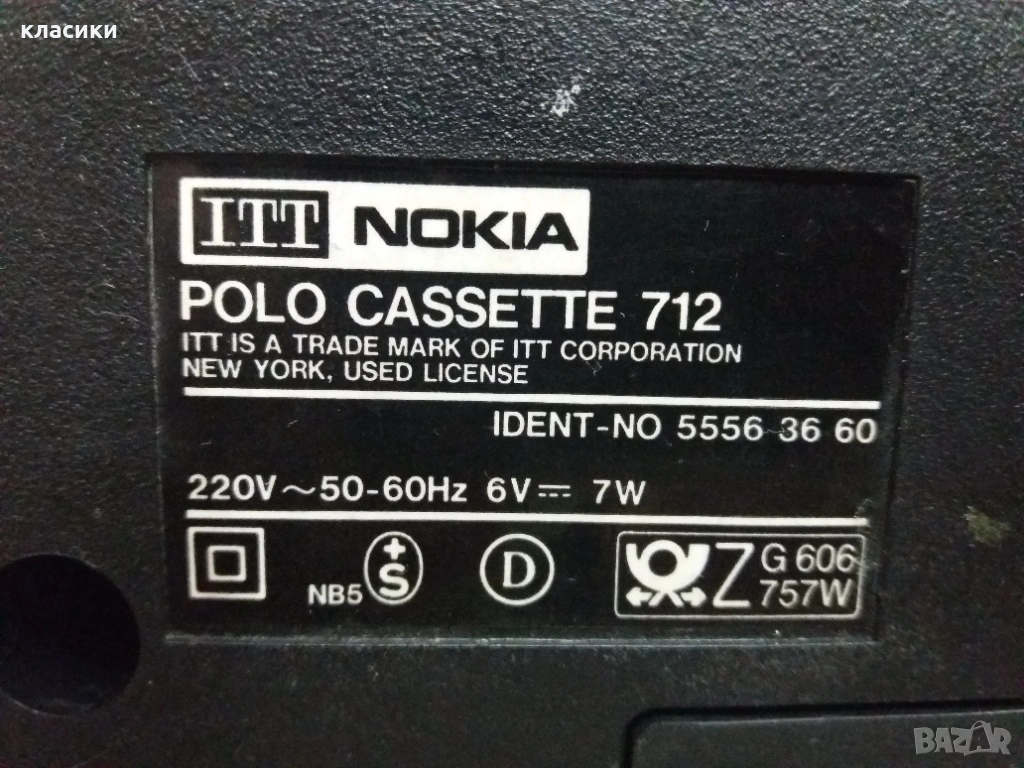 класики
ITT NOKIA
POLO CASSETTE 712
ITT IS A TRADE MARK OF ITT CORPORATION
NEW YORK, USED LICENSE
IDENT-NO 5556 36 60
220V~50-60Hz 6V⎓ 7W
NB5 +S D Z G 606
757W
BAZAR